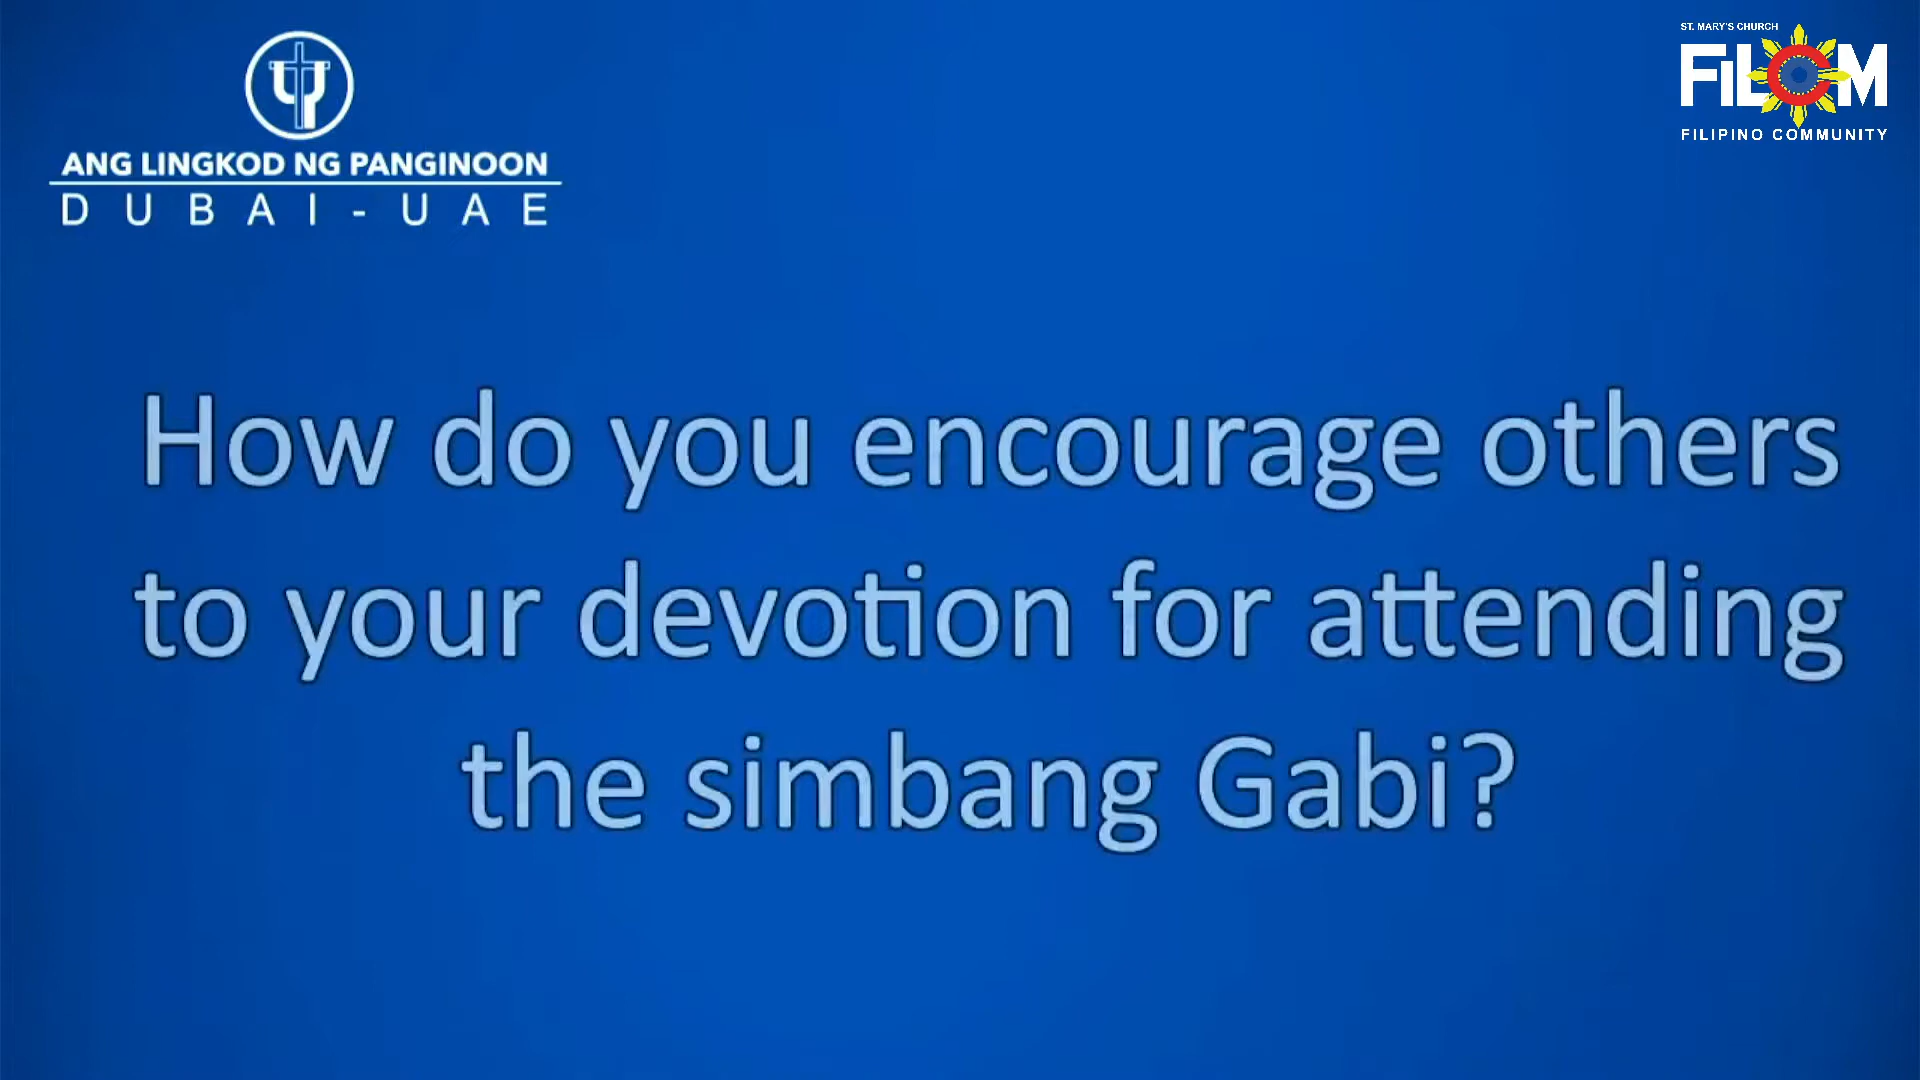 ANG LINGKOD NG PANGINOON
DUBAI-UAE
ST. MARY'S CHURCH
FiLCOM
FILIPINO COMMUNITY
How do you encourage others
to your devotion for attending
the simbang Gabi?